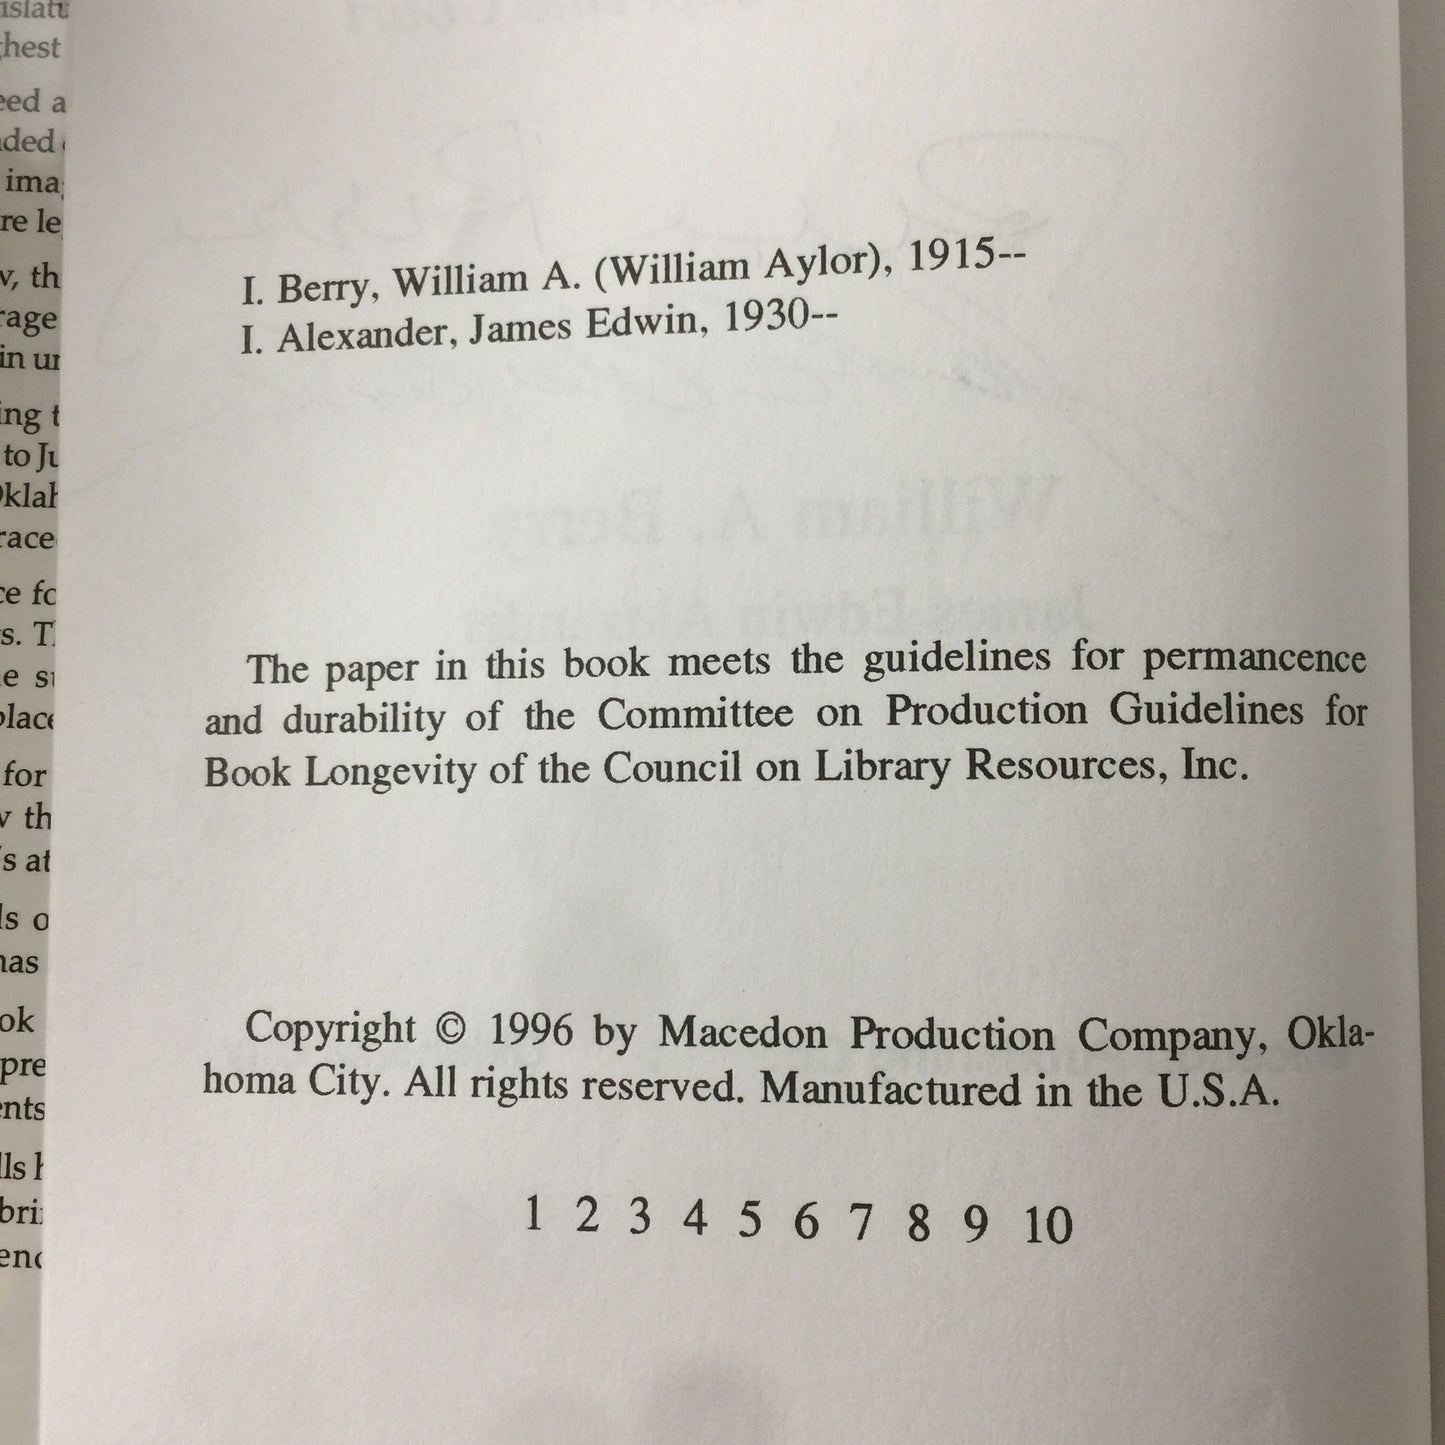 I. Berry, William A. (William Aylor), 1915--
I. Alexander, James Edwin, 1930--
The paper in this book meets the guidelines for permancence
and durability of the Committee on Production Guidelines for
Book Longevity of the Council on Library Resources, Inc.
Copyright © 1996 by Macedon Production Company, Okla-
homa City. All rights reserved. Manufactured in the U.S.A.
1 2 3 4 5 6 7 8 9 10